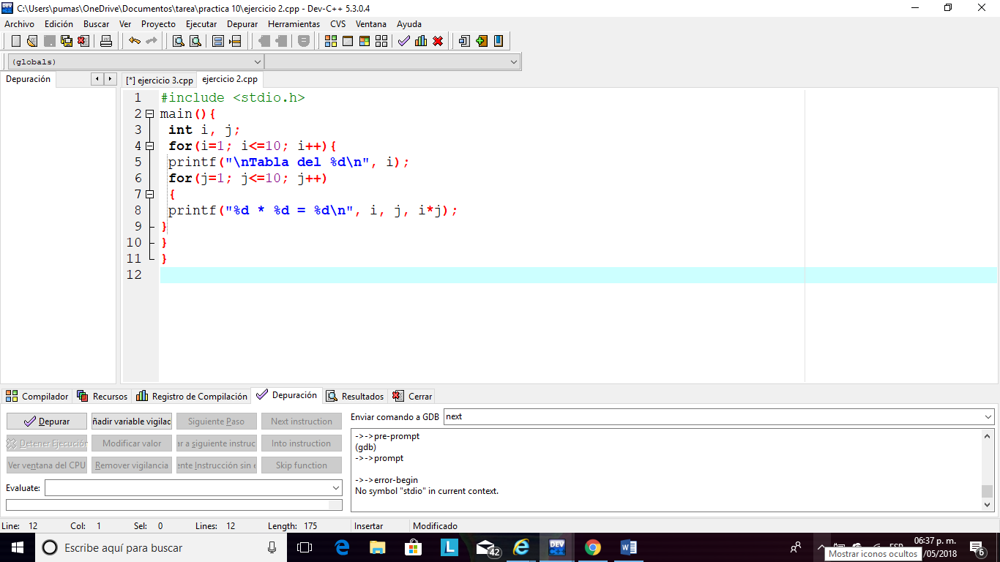 C:\Users\pumas\OneDrive\Documentos\tarea\practica 10\ejercicio 2.cpp - Dev-C++ 5.3.0.4
Archivo Edición Buscar Ver Proyecto Ejecutar Depurar Herramientas CVS Ventana Ayuda
(globals)
Depuración
[*] ejercicio 3.cpp ejercicio 2.cpp
1 #include <stdio.h>
2 main(){
3 int i, j;
4 for(i=1; i<=10; i++){
5 printf("\nTabla del %d\n", i);
6 for(j=1; j<=10; j++)
7 {
8 printf("%d * %d = %d\n", i, j, i*j);
9 }
10 }
11 }
12
Compilador Recursos Registro de Compilación Depuración Resultados Cerrar
Depurar ñadir variable vigilac Siguiente Paso Next instruction
Enviar comando a GDB next
Detener Ejecución Modificar valor ar a siguiente instruc Into instruction
Ver ventana del CPU Remover vigilancia ente Instrucción sin e Skip function
Evaluate:
->->pre-prompt
(gdb)
->->prompt
->->error-begin
No symbol "stdio" in current context.
Line: 12 Col: 1 Sel: 0 Lines: 12 Length: 175 Insertar Modificado
Escribe aquí para buscar
42
DEV
06:37 p. m.
/05/2018
Mostrar iconos ocultos
6